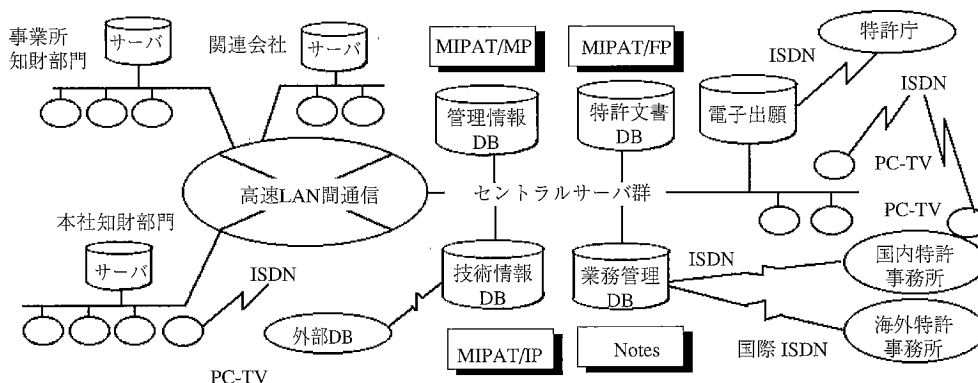 事業所
知財部門
サーバ
関連会社
サーバ
MIPAT/MP
MIPAT/FP
ISDN
特許庁
ISDN
管理情報
DB
特許文書
DB
電子出願
PC-TV
高速LAN間通信
セントラルサーバ群
PC-TV
本社知財部門
サーバ
ISDN
技術情報
DB
業務管理
DB
ISDN
国内特許
事務所
外部DB
海外特許
事務所
国際 ISDN
MIPAT/IP
Notes
PC-TV